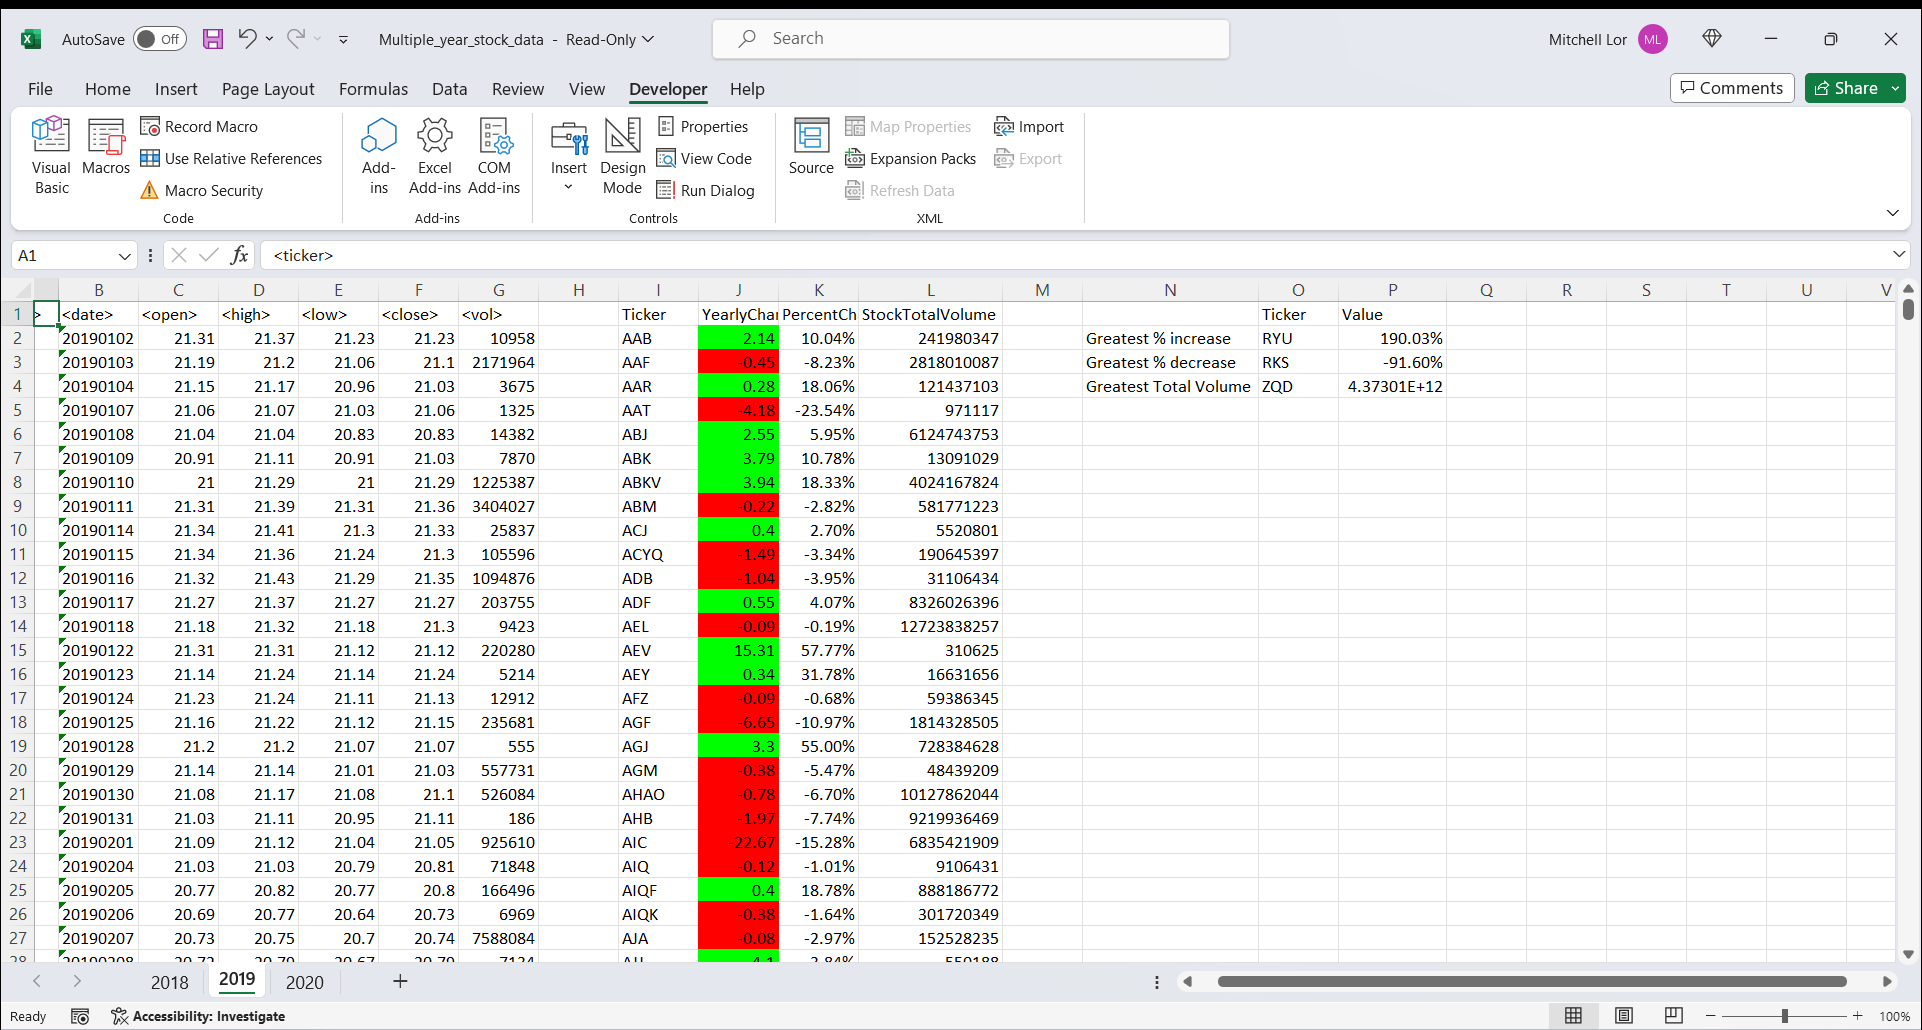 AutoSave Off Multiple_year_stock_data - Read-Only Search Mitchell Lor ML
File Home Insert Page Layout Formulas Data Review View Developer Help Comments Share
Visual Basic Macros Record Macro Use Relative References Macro Security
Add-ins Excel Add-ins COM Add-ins
Insert Design Mode Properties View Code Run Dialog
Source Map Properties Expansion Packs Refresh Data Import Export
Code Add-ins Controls XML
A1 fx <ticker>
B C D E F G H I J K L M N O P Q R S T U V
1 > <date> <open> <high> <low> <close> <vol> Ticker YearlyChar PercentCh StockTotalVolume Ticker Value
2 20190102 21.31 21.37 21.23 21.23 10958 AAB 2.14 10.04% 241980347 Greatest % increase RYU 190.03%
3 20190103 21.19 21.2 21.06 21.1 2171964 AAF -0.45 -8.23% 2818010087 Greatest % decrease RKS -91.60%
4 20190104 21.15 21.17 20.96 21.03 3675 AAR 0.28 18.06% 121437103 Greatest Total Volume ZQD 4.37301E+12
5 20190107 21.06 21.07 21.03 21.06 1325 AAT -4.18 -23.54% 971117
6 20190108 21.04 21.04 20.83 20.83 14382 ABJ 2.55 5.95% 6124743753
7 20190109 20.91 21.11 20.91 21.03 7870 ABK 3.79 10.78% 13091029
8 20190110 21 21.29 21 21.29 1225387 ABKV 3.94 18.33% 4024167824
9 20190111 21.31 21.39 21.31 21.36 3404027 ABM -0.22 -2.82% 581771223
10 20190114 21.34 21.41 21.3 21.33 25837 ACJ 0.4 2.70% 5520801
11 20190115 21.34 21.36 21.24 21.3 105596 ACYQ -1.49 -3.34% 190645397
12 20190116 21.32 21.43 21.29 21.35 1094876 ADB -1.04 -3.95% 31106434
13 20190117 21.27 21.37 21.27 21.27 203755 ADF 0.55 4.07% 8326026396
14 20190118 21.18 21.32 21.18 21.3 9423 AEL -0.09 -0.19% 12723838257
15 20190122 21.31 21.31 21.12 21.12 220280 AEV 15.31 57.77% 310625
16 20190123 21.14 21.24 21.14 21.24 5214 AEY 0.34 31.78% 16631656
17 20190124 21.23 21.24 21.11 21.13 12912 AFZ -0.09 -0.68% 59386345
18 20190125 21.16 21.22 21.12 21.15 235681 AGF -6.65 -10.97% 1814328505
19 20190128 21.2 21.2 21.07 21.07 555 AGJ 3.3 55.00% 728384628
20 20190129 21.14 21.14 21.01 21.03 557731 AGM -0.38 -5.47% 48439209
21 20190130 21.08 21.17 21.08 21.1 526084 AHAO -0.78 -6.70% 10127862044
22 20190131 21.03 21.11 20.95 21.11 186 AHB -1.97 -7.74% 9219936469
23 20190201 21.09 21.12 21.04 21.05 925610 AIC -22.67 -15.28% 6835421909
24 20190204 21.03 21.03 20.79 20.81 71848 AIQ -0.12 -1.01% 9106431
25 20190205 20.77 20.82 20.77 20.8 166496 AIQF 0.4 18.78% 888186772
26 20190206 20.69 20.77 20.64 20.73 6969 AIQK -0.38 -1.64% 301720349
27 20190207 20.73 20.75 20.7 20.74 7588084 AJA -0.08 -2.97% 152528235
28
2018 2019 2020
Ready Accessibility: Investigate 100%